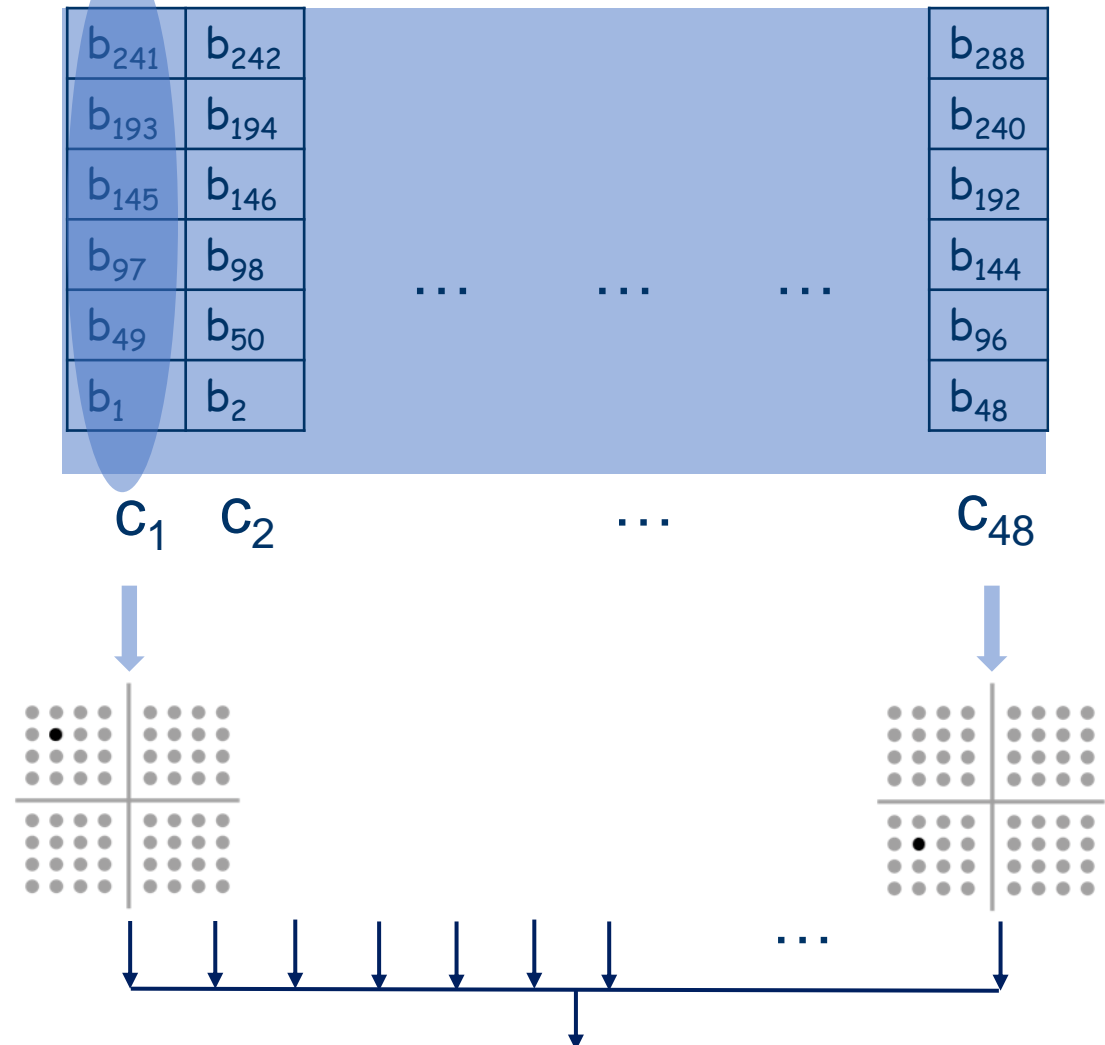 b₂₄₁ b₂₄₂ b₂₈₈
b₁₉₃ b₁₉₄ b₂₄₀
b₁₄₅ b₁₄₆ b₁₉₂
b₉₇ b₉₈ ... ... ... b₁₄₄
b₄₉ b₅₀ b₉₆
b₁ b₂ b₄₈
c₁ c₂ ... c₄₈
...